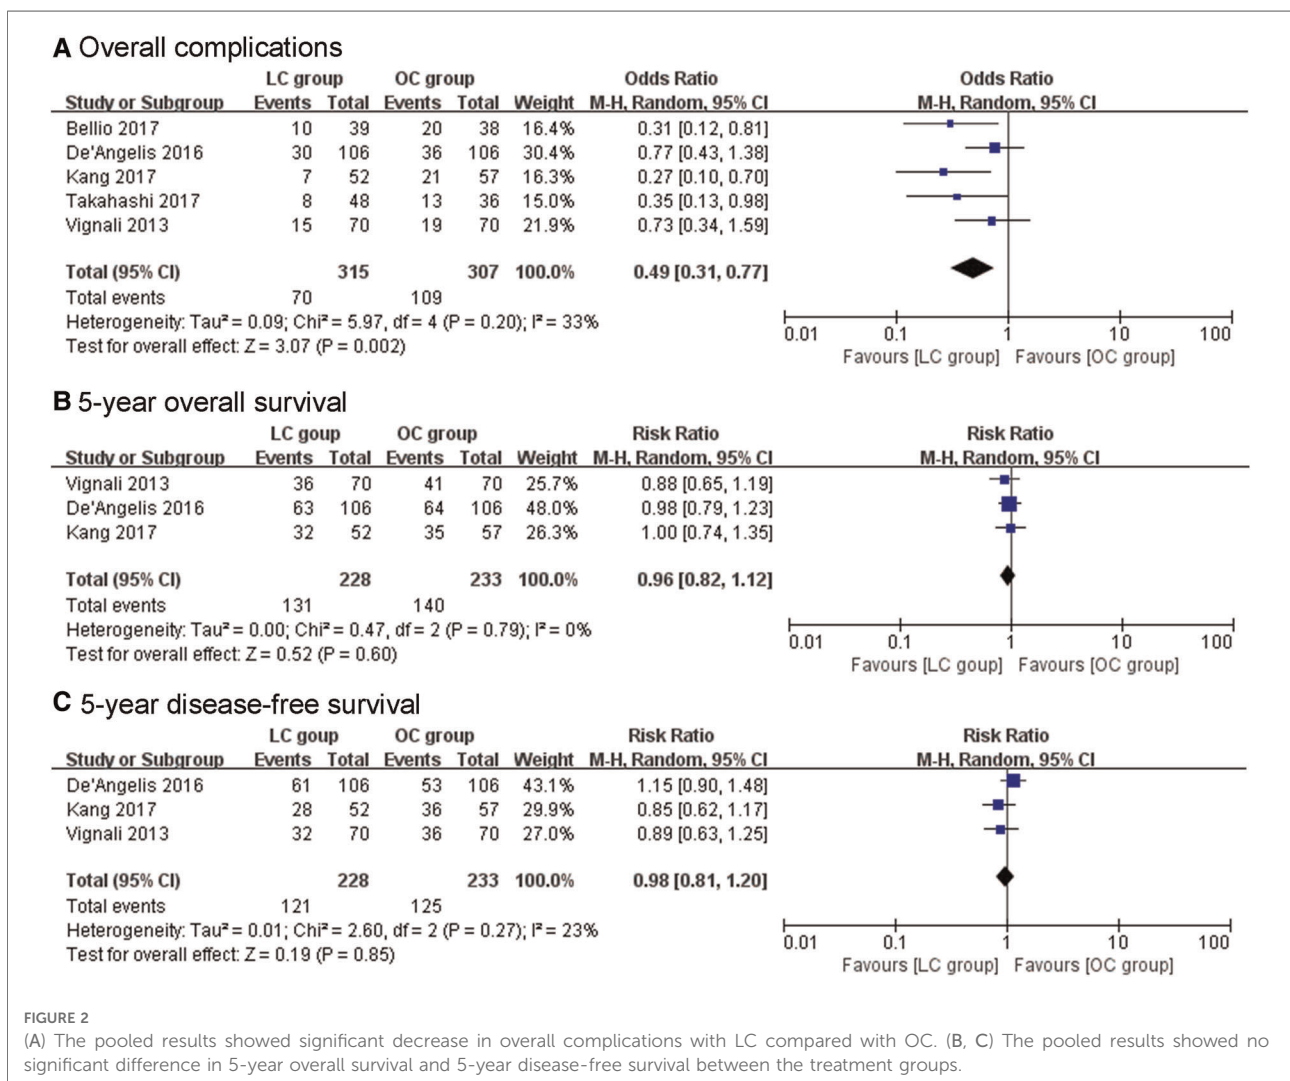 A Overall complications
LC group OC group Odds Ratio Odds Ratio
Study or Subgroup Events Total Events Total Weight M-H, Random, 95% CI M-H, Random, 95% CI
Bellio 2017 10 39 20 38 16.4% 0.31 [0.12, 0.81]
De'Angelis 2016 30 106 36 106 30.4% 0.77 [0.43, 1.38]
Kang 2017 7 52 21 57 16.3% 0.27 [0.10, 0.70]
Takahashi 2017 8 48 13 36 15.0% 0.35 [0.13, 0.98]
Vignali 2013 15 70 19 70 21.9% 0.73 [0.34, 1.59]
Total (95% CI) 315 307 100.0% 0.49 [0.31, 0.77]
Total events 70 109
Heterogeneity: Tau² = 0.09; Chi² = 5.97, df = 4 (P = 0.20); I² = 33%
Test for overall effect: Z = 3.07 (P = 0.002)
0.01 0.1 1 10 100
Favours [LC group] Favours [OC group]
B 5-year overall survival
LC goup OC group Risk Ratio Risk Ratio
Study or Subgroup Events Total Events Total Weight M-H, Random, 95% CI M-H, Random, 95% CI
Vignali 2013 36 70 41 70 25.7% 0.88 [0.65, 1.19]
De'Angelis 2016 63 106 64 106 48.0% 0.98 [0.79, 1.23]
Kang 2017 32 52 35 57 26.3% 1.00 [0.74, 1.35]
Total (95% CI) 228 233 100.0% 0.96 [0.82, 1.12]
Total events 131 140
Heterogeneity: Tau² = 0.00; Chi² = 0.47, df = 2 (P = 0.79); I² = 0%
Test for overall effect: Z = 0.52 (P = 0.60)
0.01 0.1 1 10 100
Favours [LC goup] Favours [OC group]
C 5-year disease-free survival
LC goup OC group Risk Ratio Risk Ratio
Study or Subgroup Events Total Events Total Weight M-H, Random, 95% CI M-H, Random, 95% CI
De'Angelis 2016 61 106 53 106 43.1% 1.15 [0.90, 1.48]
Kang 2017 28 52 36 57 29.9% 0.85 [0.62, 1.17]
Vignali 2013 32 70 36 70 27.0% 0.89 [0.63, 1.25]
Total (95% CI) 228 233 100.0% 0.98 [0.81, 1.20]
Total events 121 125
Heterogeneity: Tau² = 0.01; Chi² = 2.60, df = 2 (P = 0.27); I² = 23%
Test for overall effect: Z = 0.19 (P = 0.85)
0.01 0.1 1 10 100
Favours [LC goup] Favours [OC group]
FIGURE 2
(A) The pooled results showed significant decrease in overall complications with LC compared with OC. (B, C) The pooled results showed no
significant difference in 5-year overall survival and 5-year disease-free survival between the treatment groups.